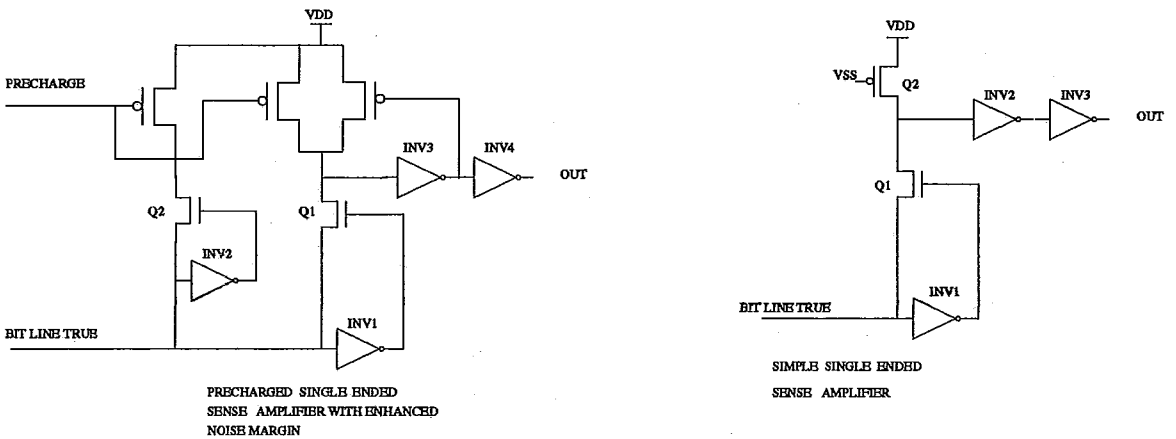 VDD
PRECHARGE
INV3
INV4
OUT
Q2
Q1
INV2
BIT LINE TRUE
INV1
PRECHARGED SINGLE ENDED
SENSE AMPLIFIER WITH ENHANCED
NOISE MARGIN
VDD
VSS
Q2
INV2
INV3
OUT
Q1
INV1
BIT LINE TRUE
SIMPLE SINGLE ENDED
SENSE AMPLIFIER